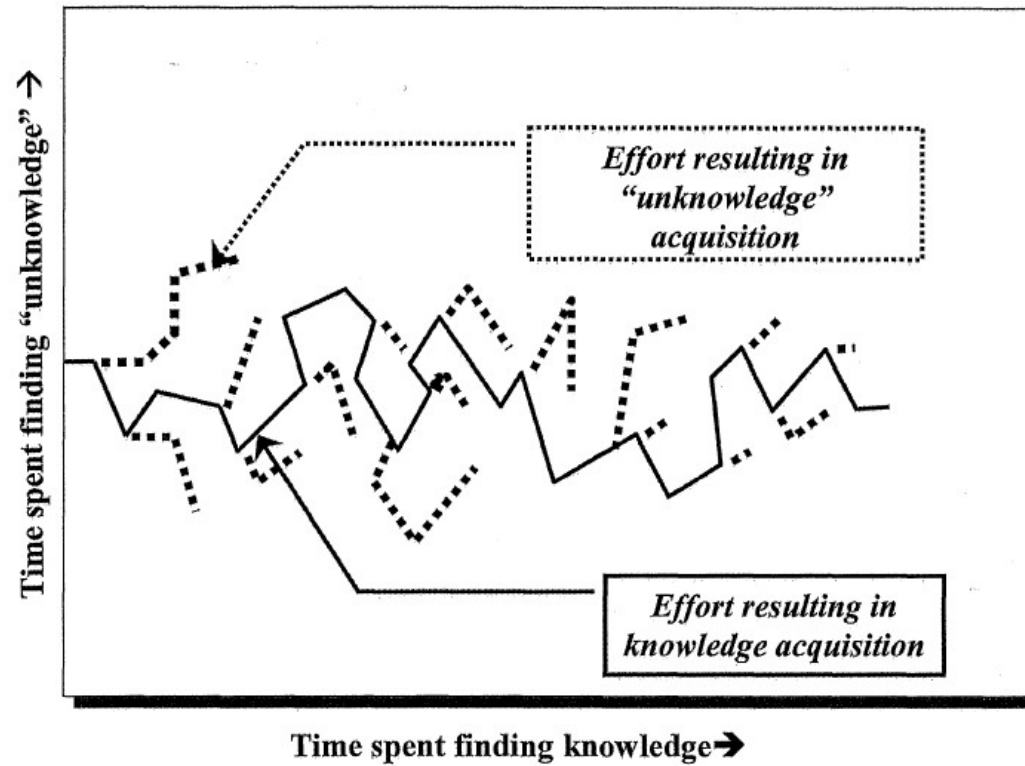 Time spent finding “unknowledge” →
Effort resulting in
“unknowledge”
acquisition
Effort resulting in
knowledge acquisition
Time spent finding knowledge→